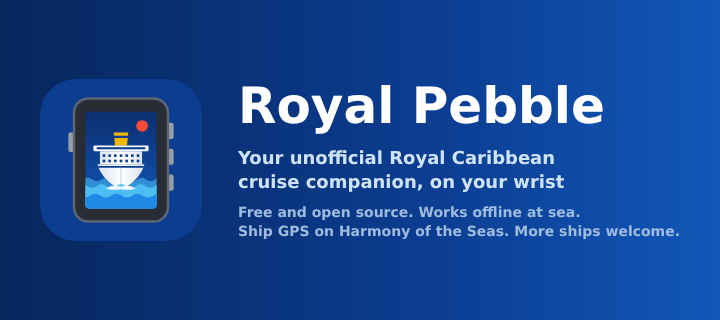 Royal Pebble
Your unofficial Royal Caribbean
cruise companion, on your wrist
Free and open source. Works offline at sea.
Ship GPS on Harmony of the Seas. More ships welcome.